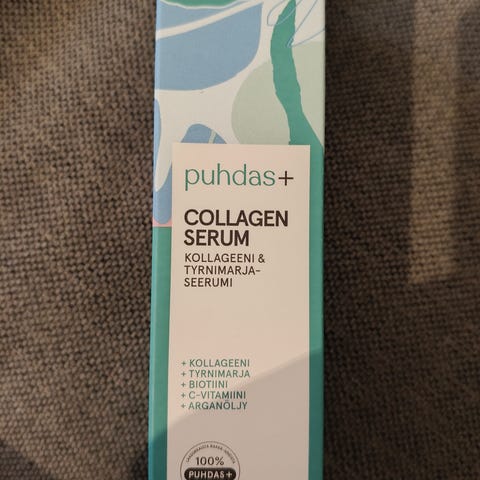 puhdas+
COLLAGEN
SERUM
KOLLAGEENI &
TYRNIMARJA-
SEERUMI
+ KOLLAGEENI
+ TYRNIMARJA
+ BIOTIINI
+ C-VITAMIINI
+ ARGANÖLJY
100%
PUHDAS+